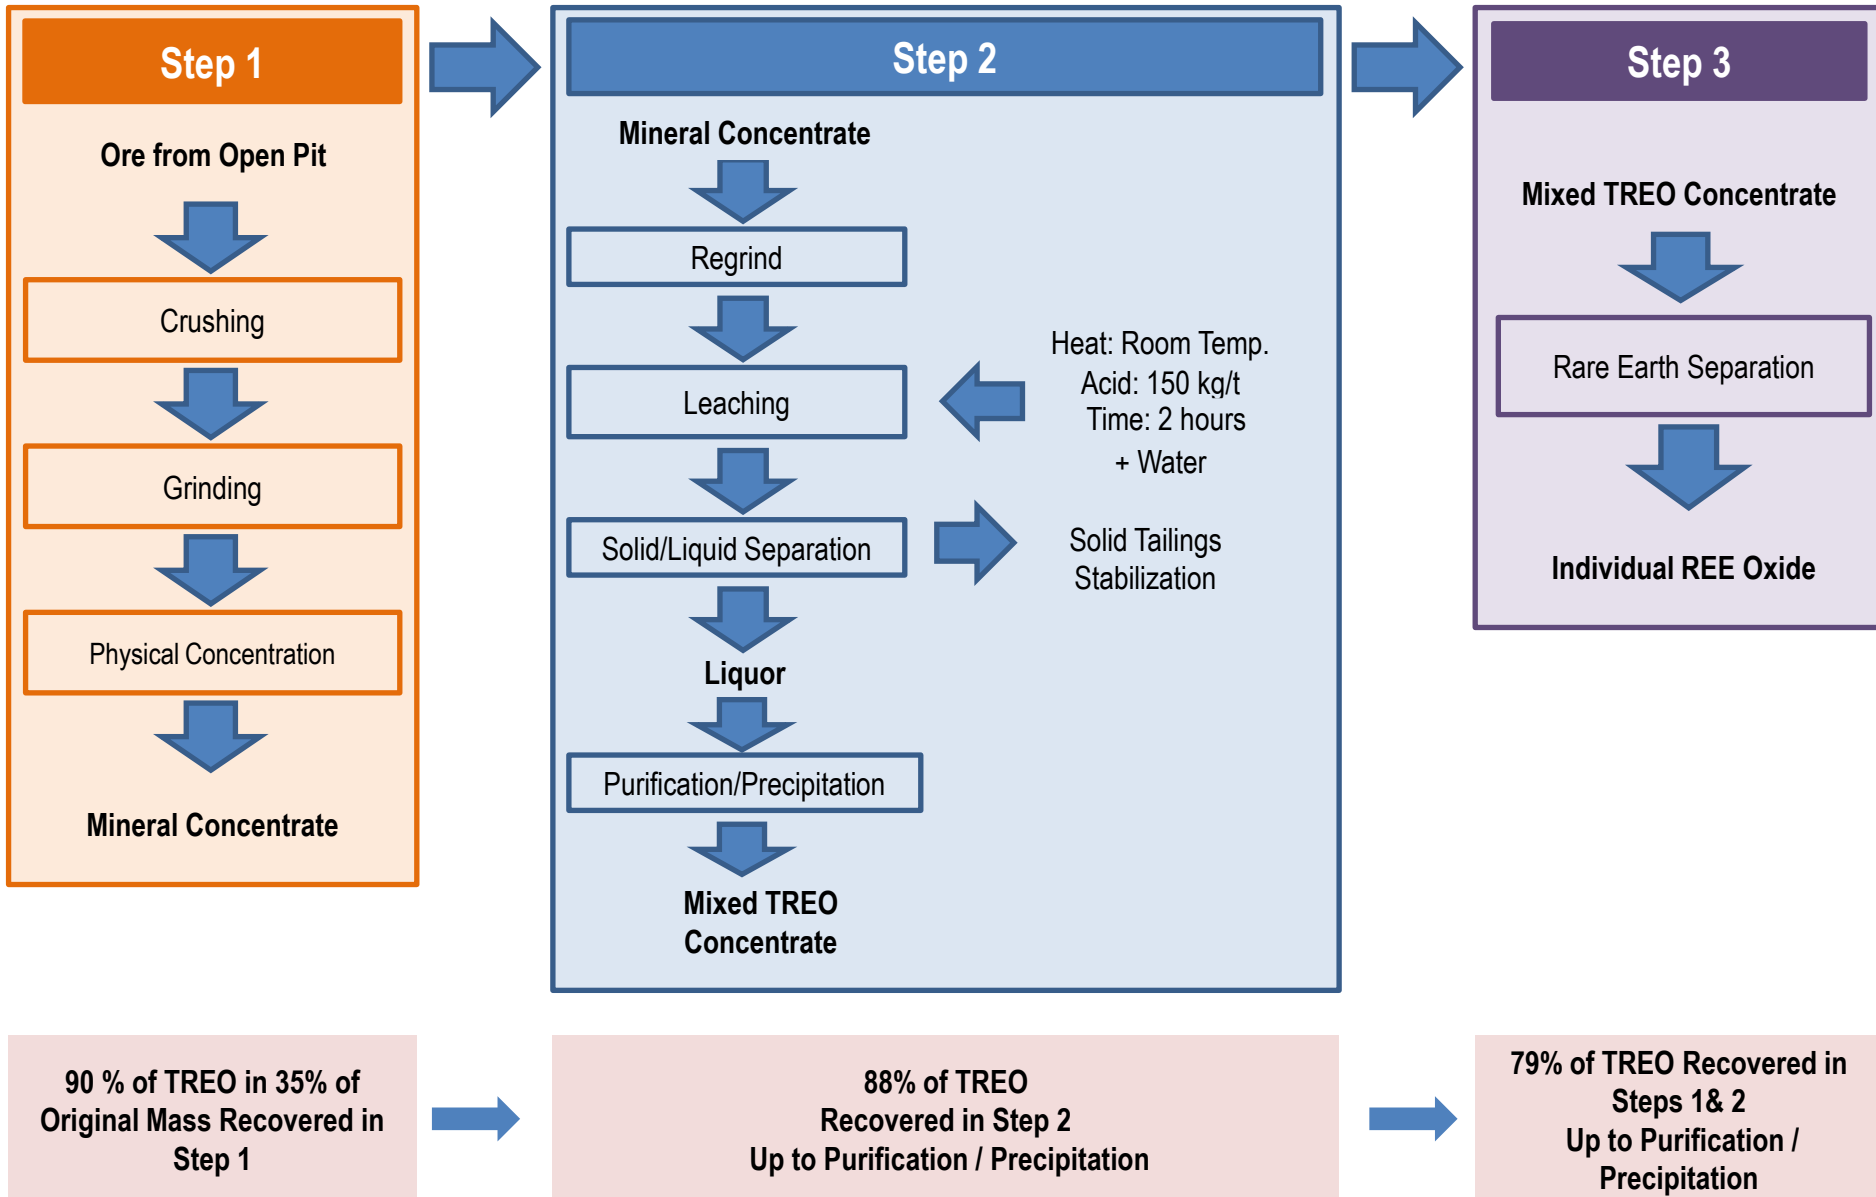 Step 1
Ore from Open Pit
Crushing
Grinding
Physical Concentration
Mineral Concentrate
Step 2
Mineral Concentrate
Regrind
Leaching
Heat: Room Temp.
Acid: 150 kg/t
Time: 2 hours
+ Water
Solid/Liquid Separation
Solid Tailings
Stabilization
Liquor
Purification/Precipitation
Mixed TREO
Concentrate
Step 3
Mixed TREO Concentrate
Rare Earth Separation
Individual REE Oxide
90 % of TREO in 35% of
Original Mass Recovered in
Step 1
88% of TREO
Recovered in Step 2
Up to Purification / Precipitation
79% of TREO Recovered in
Steps 1& 2
Up to Purification /
Precipitation